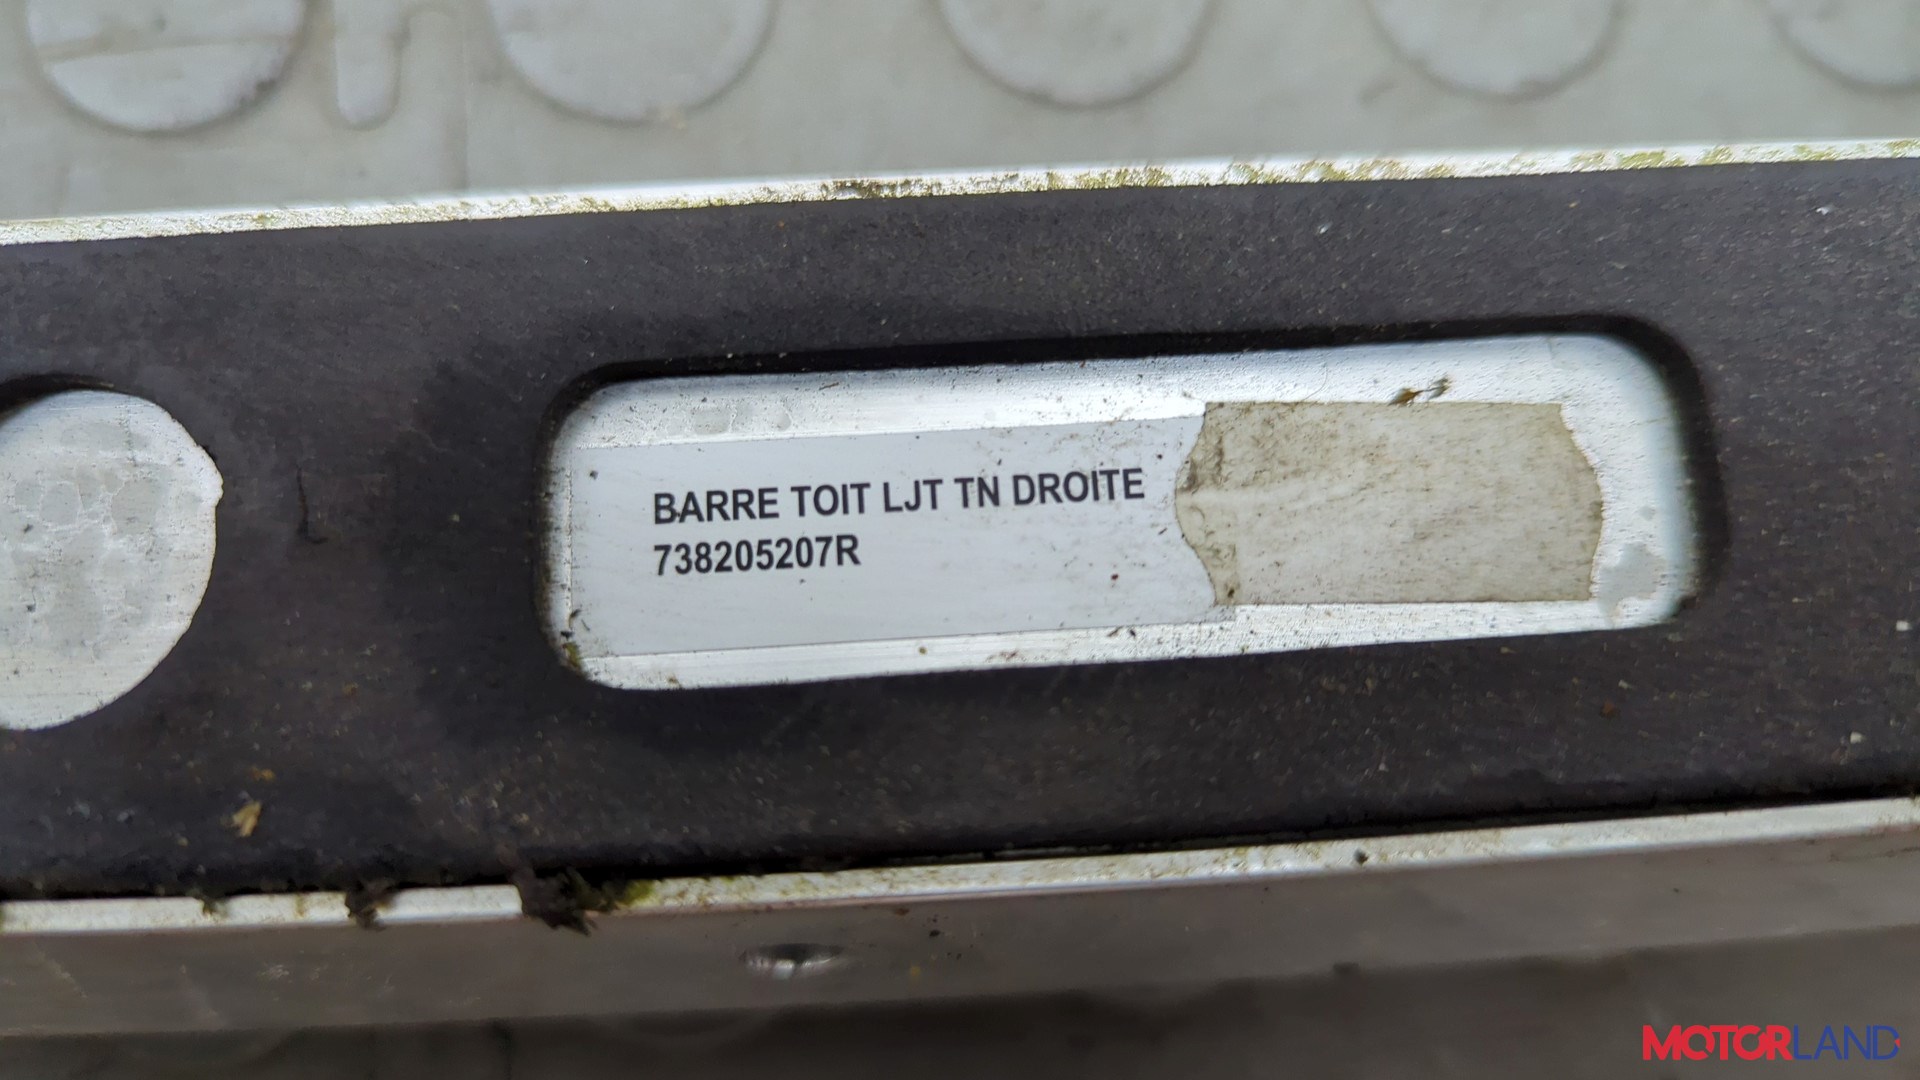 BARRE TOIT LJT TN DROITE
738205207R
MOTORLAND